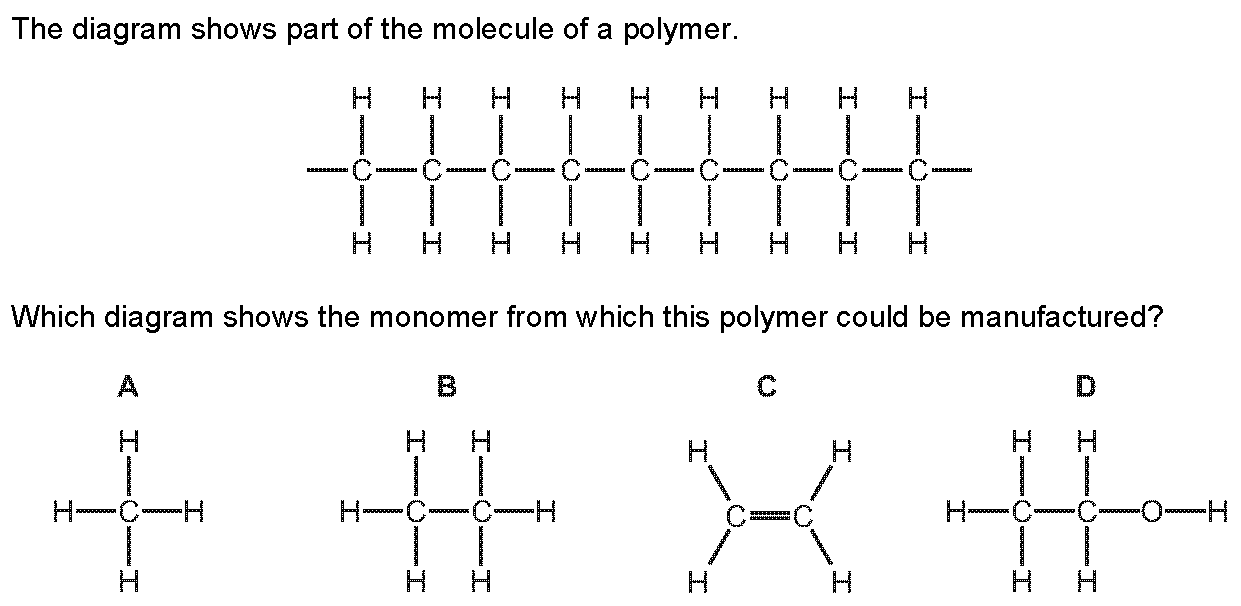 The diagram shows part of the molecule of a polymer.
H H H H H H H H H
C C C C C C C C C
H H H H H H H H H
Which diagram shows the monomer from which this polymer could be manufactured?
A B C D
H H H H H H H
H C H H C C H C C H C C O H
H H H H H H H